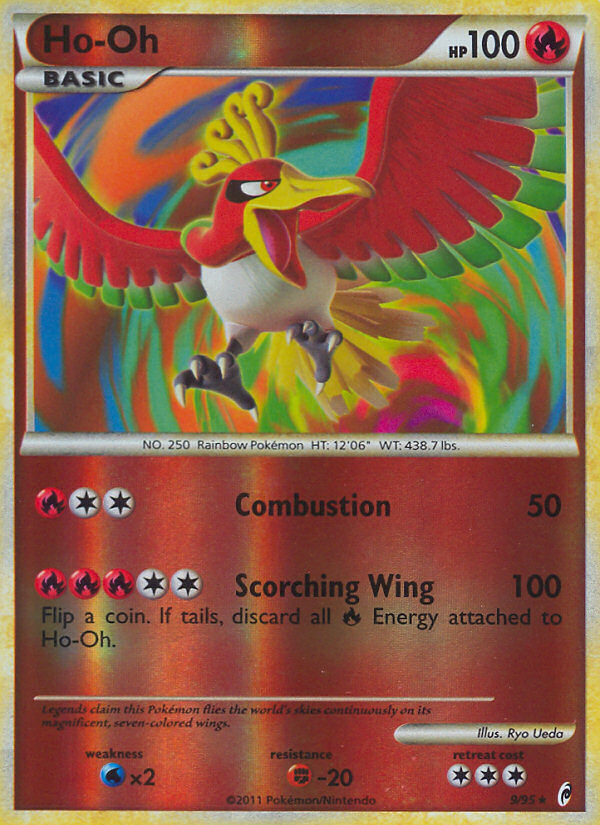 Ho-Oh
HP100
BASIC
NO. 250 Rainbow Pokémon HT: 12'06" WT: 438.7 lbs.
Combustion 50
Scorching Wing 100
Flip a coin. If tails, discard all Energy attached to
Ho-Oh.
Legends claim this Pokémon flies the world's skies continuously on its
magnificent, seven-colored wings.
Illus. Ryo Ueda
weakness resistance retreat cost
×2 -20
©2011 Pokémon/Nintendo 9/95 ★